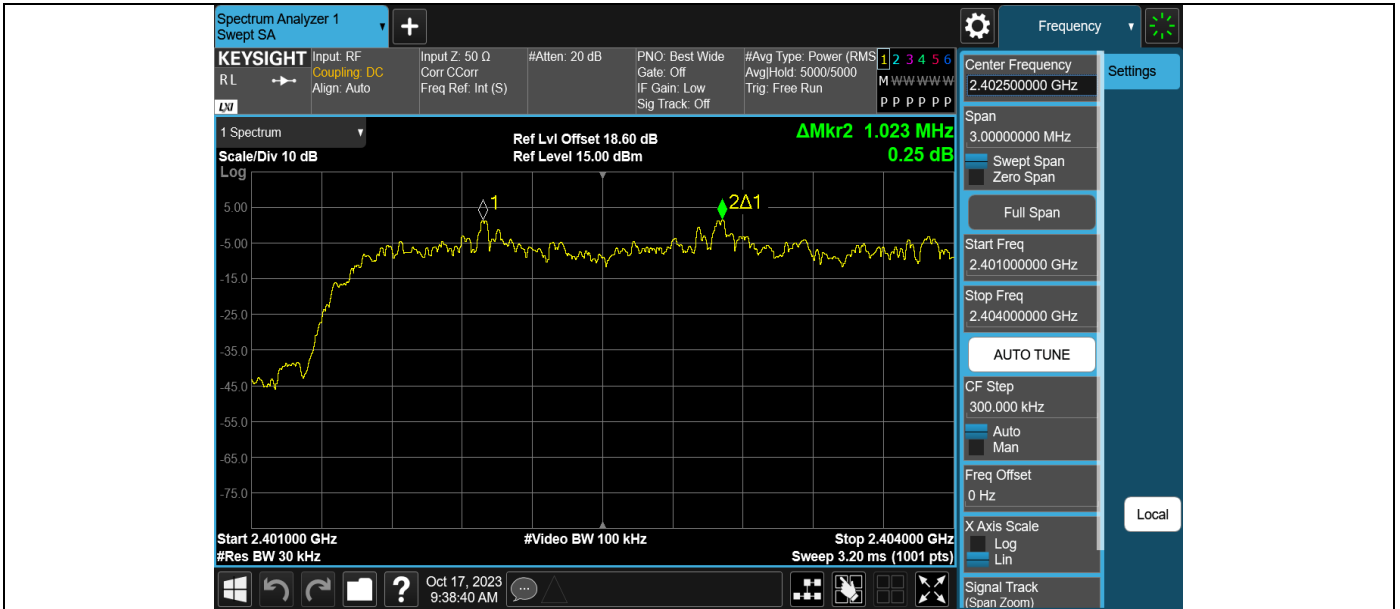 Spectrum Analyzer 1
Swept SA
+
Frequency
KEYSIGHT
R L
LXI
Input: RF
Coupling: DC
Align: Auto
Input Z: 50 Ω
Corr CCorr
Freq Ref: Int (S)
#Atten: 20 dB
PNO: Best Wide
Gate: Off
IF Gain: Low
Sig Track: Off
#Avg Type: Power (RMS
Avg|Hold: 5000/5000
Trig: Free Run
1 2 3 4 5 6
M W W W W W
P P P P P P
1 Spectrum
Scale/Div 10 dB
Log
Ref Lvl Offset 18.60 dB
Ref Level 15.00 dBm
ΔMkr2 1.023 MHz
0.25 dB
1
2Δ1
5.00
-5.00
-15.0
-25.0
-35.0
-45.0
-55.0
-65.0
-75.0
Start 2.401000 GHz
#Res BW 30 kHz
#Video BW 100 kHz
Stop 2.404000 GHz
Sweep 3.20 ms (1001 pts)
Center Frequency
2.402500000 GHz
Span
3.00000000 MHz
Swept Span
Zero Span
Full Span
Start Freq
2.401000000 GHz
Stop Freq
2.404000000 GHz
AUTO TUNE
CF Step
300.000 kHz
Auto
Man
Freq Offset
0 Hz
X Axis Scale
Log
Lin
Signal Track
(Span Zoom)
Settings
Local
?
Oct 17, 2023
9:38:40 AM